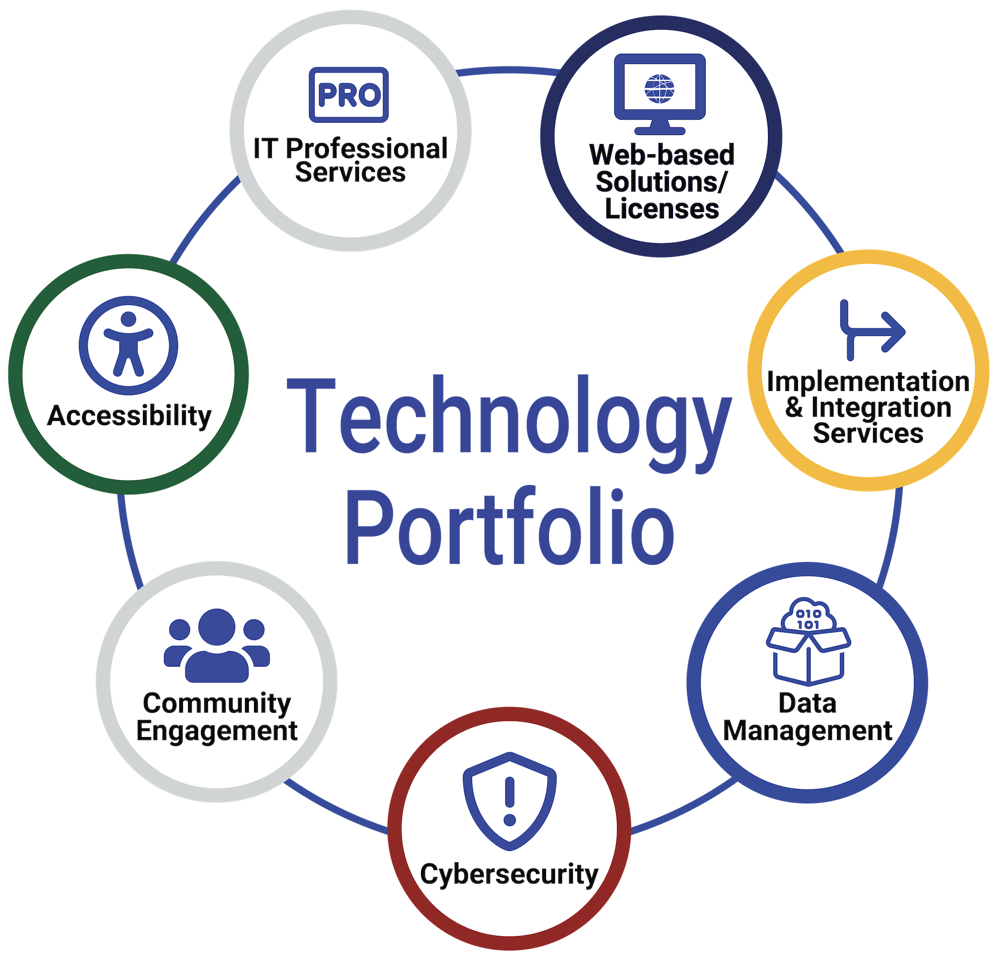 PRO
IT Professional
Services
Web-based
Solutions/
Licenses
Accessibility
Implementation
& Integration
Services
Technology
Portfolio
Community
Engagement
010
101
Data
Management
Cybersecurity